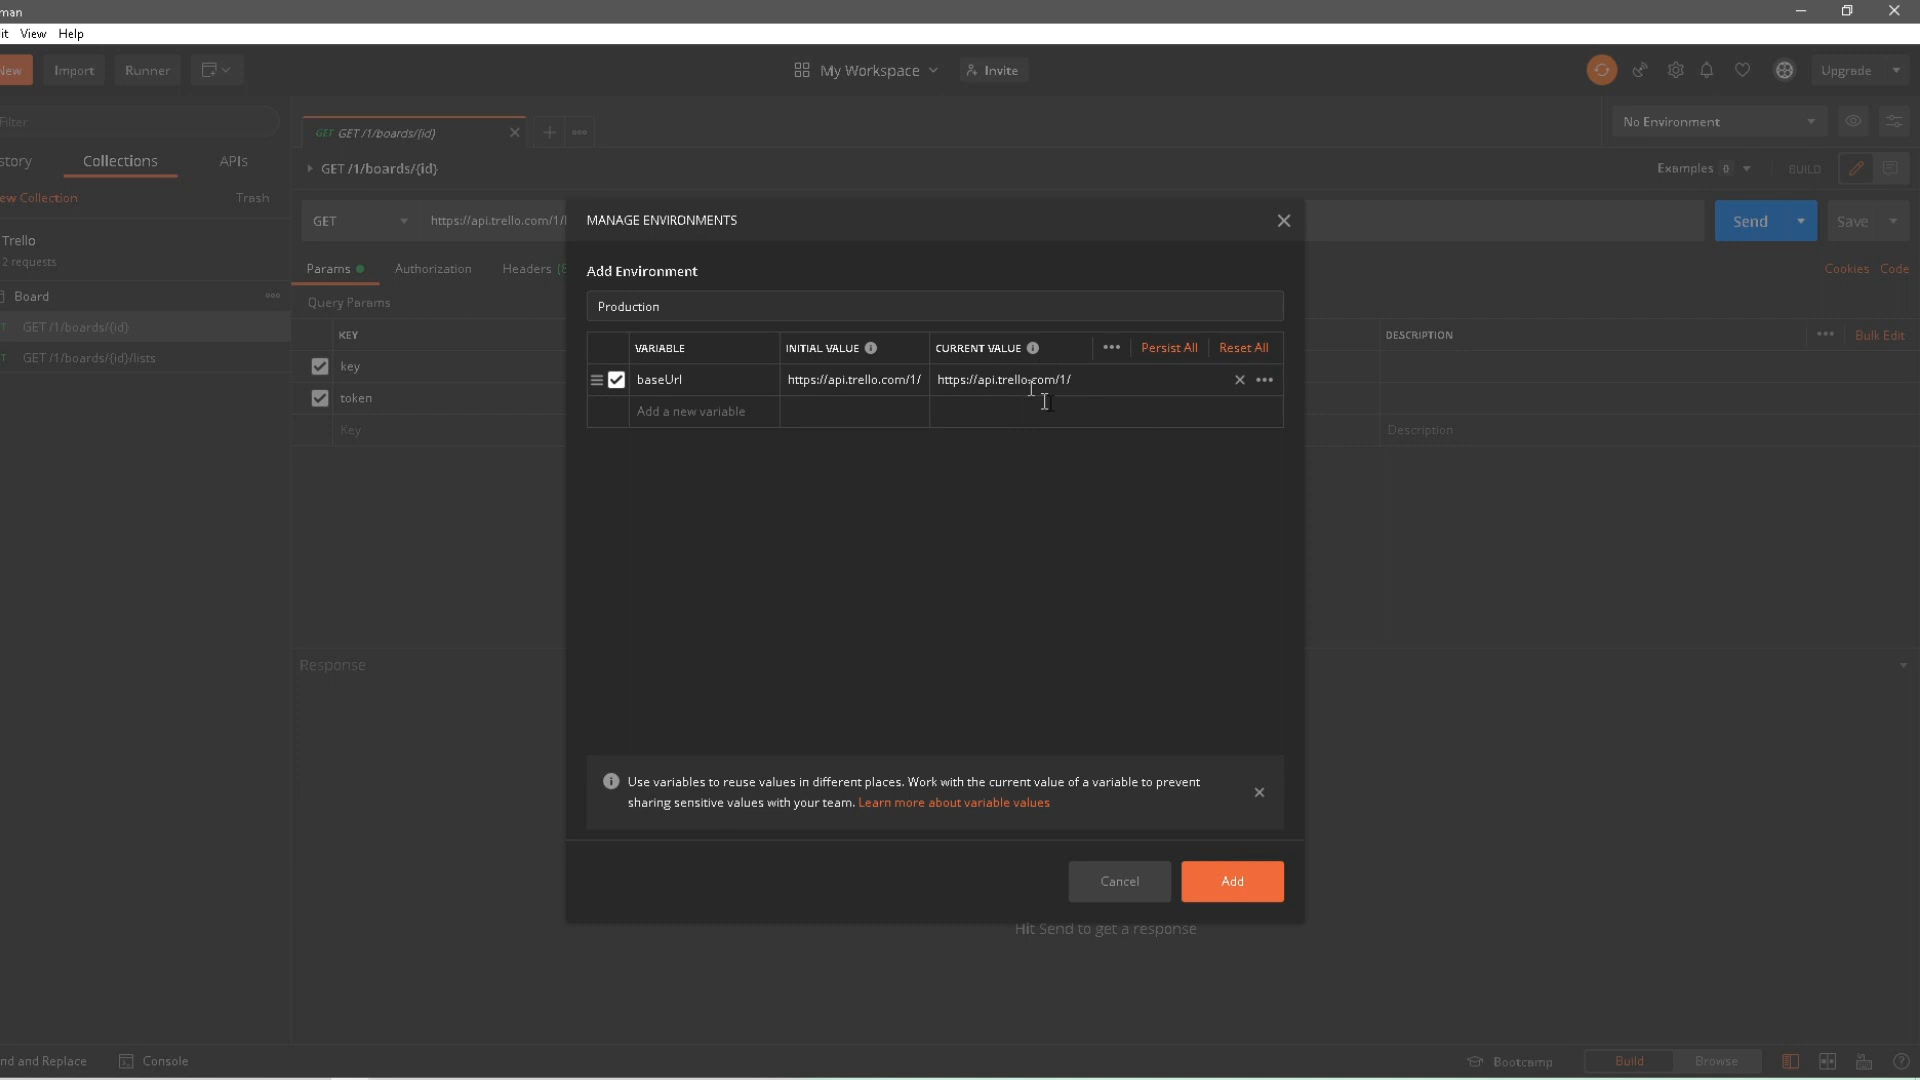 man
it View Help
New Import Runner My Workspace Invite Upgrade
Filter
GET GET /1/boards/{id} No Environment
story Collections APIs
GET /1/boards/{id} Examples 0 BUILD
ew Collection Trash
GET https://api.trello.com/1/ MANAGE ENVIRONMENTS Send Save
Trello
2 requests
Params Authorization Headers (8 Add Environment Cookies Code
Board
Query Params Production
T GET /1/boards/{id}
KEY VARIABLE INITIAL VALUE CURRENT VALUE Persist All Reset All DESCRIPTION Bulk Edit
T GET /1/boards/{id}/lists
key baseUrl https://api.trello.com/1/ https://api.trello.com/1/
token Add a new variable
Key Description
Response
Use variables to reuse values in different places. Work with the current value of a variable to prevent
sharing sensitive values with your team. Learn more about variable values
Cancel Add
Hit Send to get a response
nd and Replace Console Bootcamp Build Browse